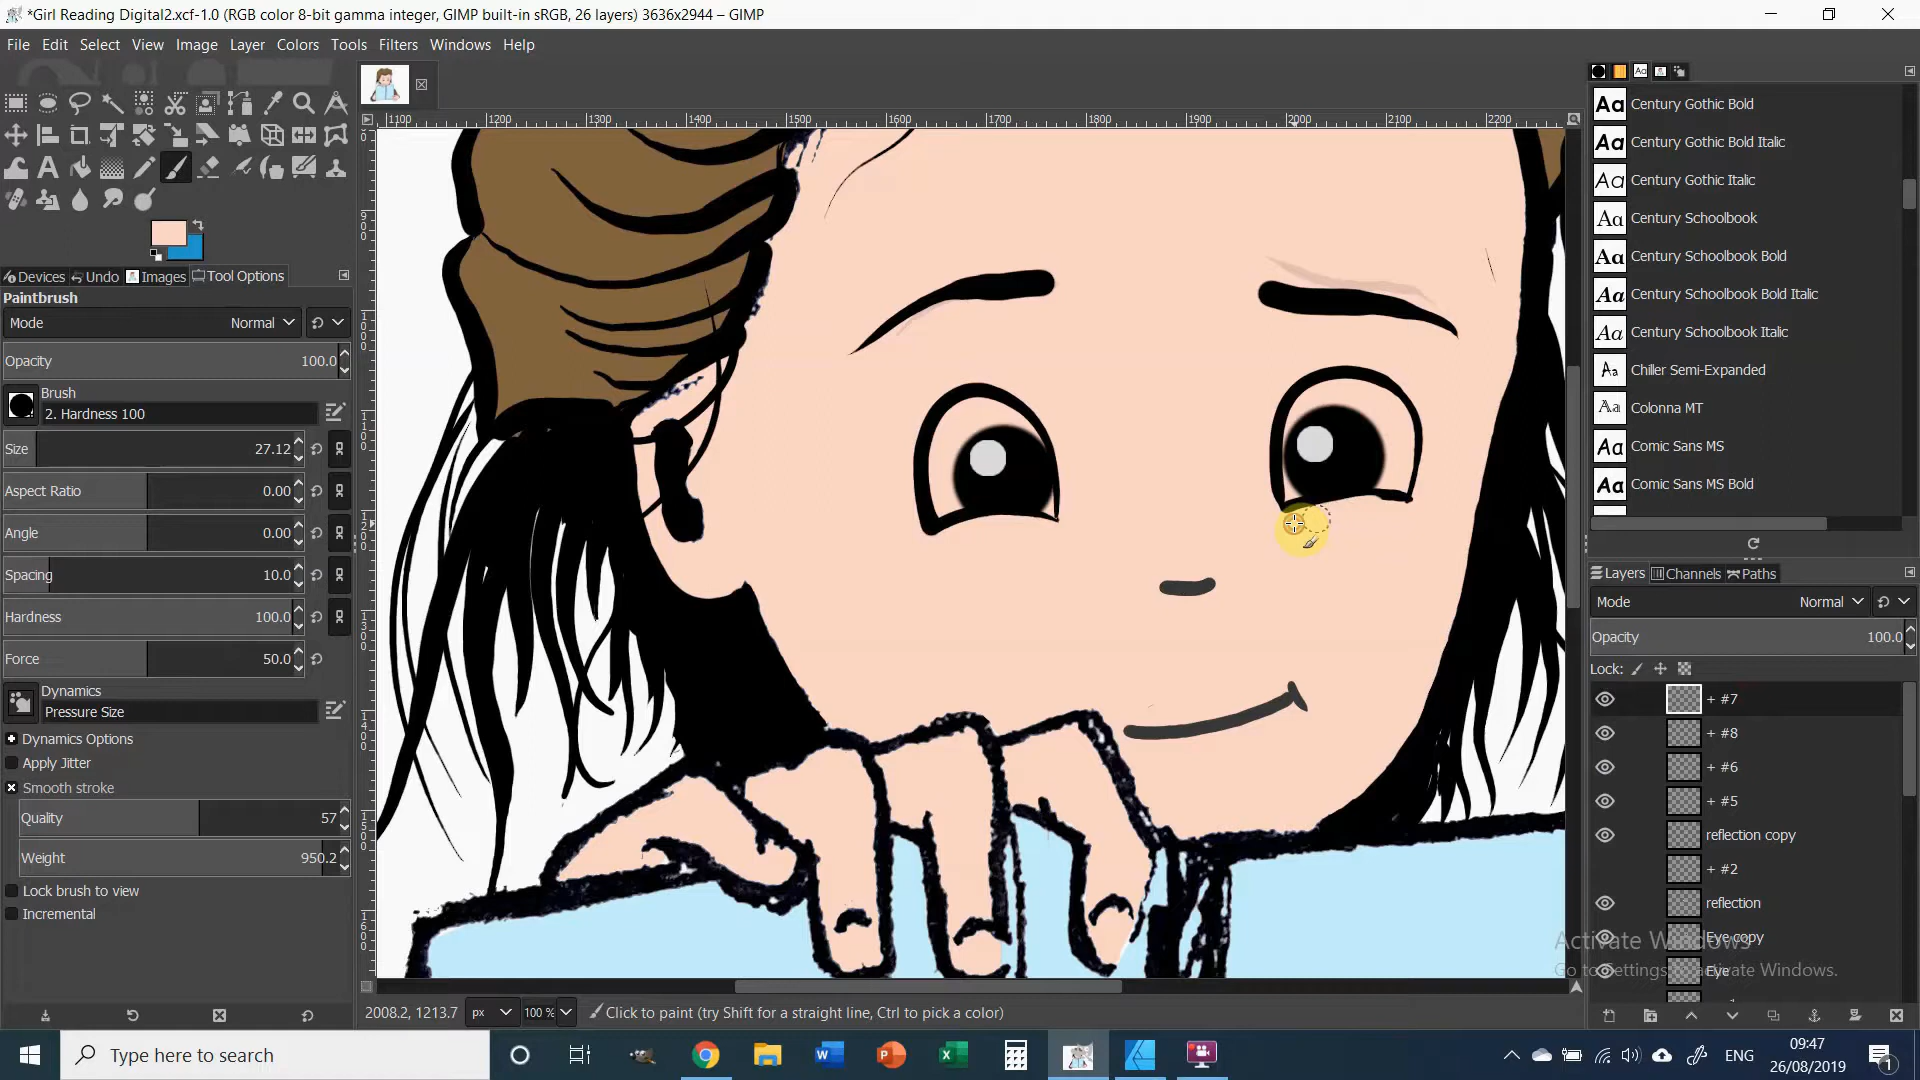 *Girl Reading Digital2.xcf-1.0 (RGB color 8-bit gamma integer, GIMP built-in sRGB, 26 layers) 3636x2944 – GIMP
File Edit Select View Image Layer Colors Tools Filters Windows Help
Devices Undo Images Tool Options
Paintbrush
Mode Normal
Opacity 100.0
Brush
2. Hardness 100
Size 27.12
Aspect Ratio 0.00
Angle 0.00
Spacing 10.0
Hardness 100.0
Force 50.0
Dynamics
Pressure Size
Dynamics Options
Apply Jitter
Smooth stroke
Quality 57
Weight 950.2
Lock brush to view
Incremental
1100 1200 1300 1400 1500 1600 1700 1800 1900 2000 2100 2200
900
1000
1100
1200
1300
1400
1500
1600
2008.2, 1213.7 px 100 % Click to paint (try Shift for a straight line, Ctrl to pick a color)
Aa Century Gothic Bold
Aa Century Gothic Bold Italic
Aa Century Gothic Italic
Aa Century Schoolbook
Aa Century Schoolbook Bold
Aa Century Schoolbook Bold Italic
Aa Century Schoolbook Italic
Aa Chiller Semi-Expanded
Aa Colonna MT
Aa Comic Sans MS
Aa Comic Sans MS Bold
Layers Channels Paths
Mode Normal
Opacity 100.0
Lock:
+ #7
+ #8
+ #6
+ #5
reflection copy
+ #2
reflection
Eye copy
Eye
Activate Windows
Go to Settings to activate Windows.
Type here to search
ENG
09:47
26/08/2019
1